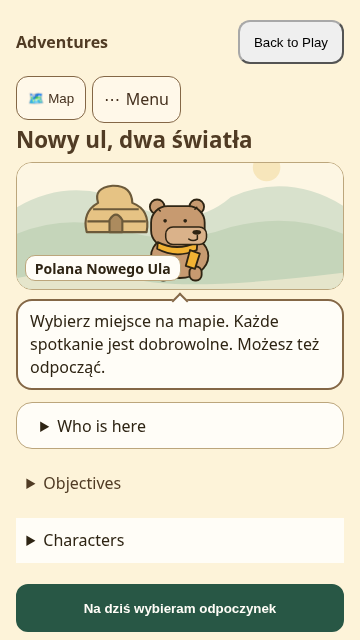 Adventures
Back to Play
Map
⋯ Menu
Nowy ul, dwa światła
Polana Nowego Ula
Wybierz miejsce na mapie. Każde
spotkanie jest dobrowolne. Możesz też
odpocząć.
Who is here
Objectives
Characters
Na dziś wybieram odpoczynek